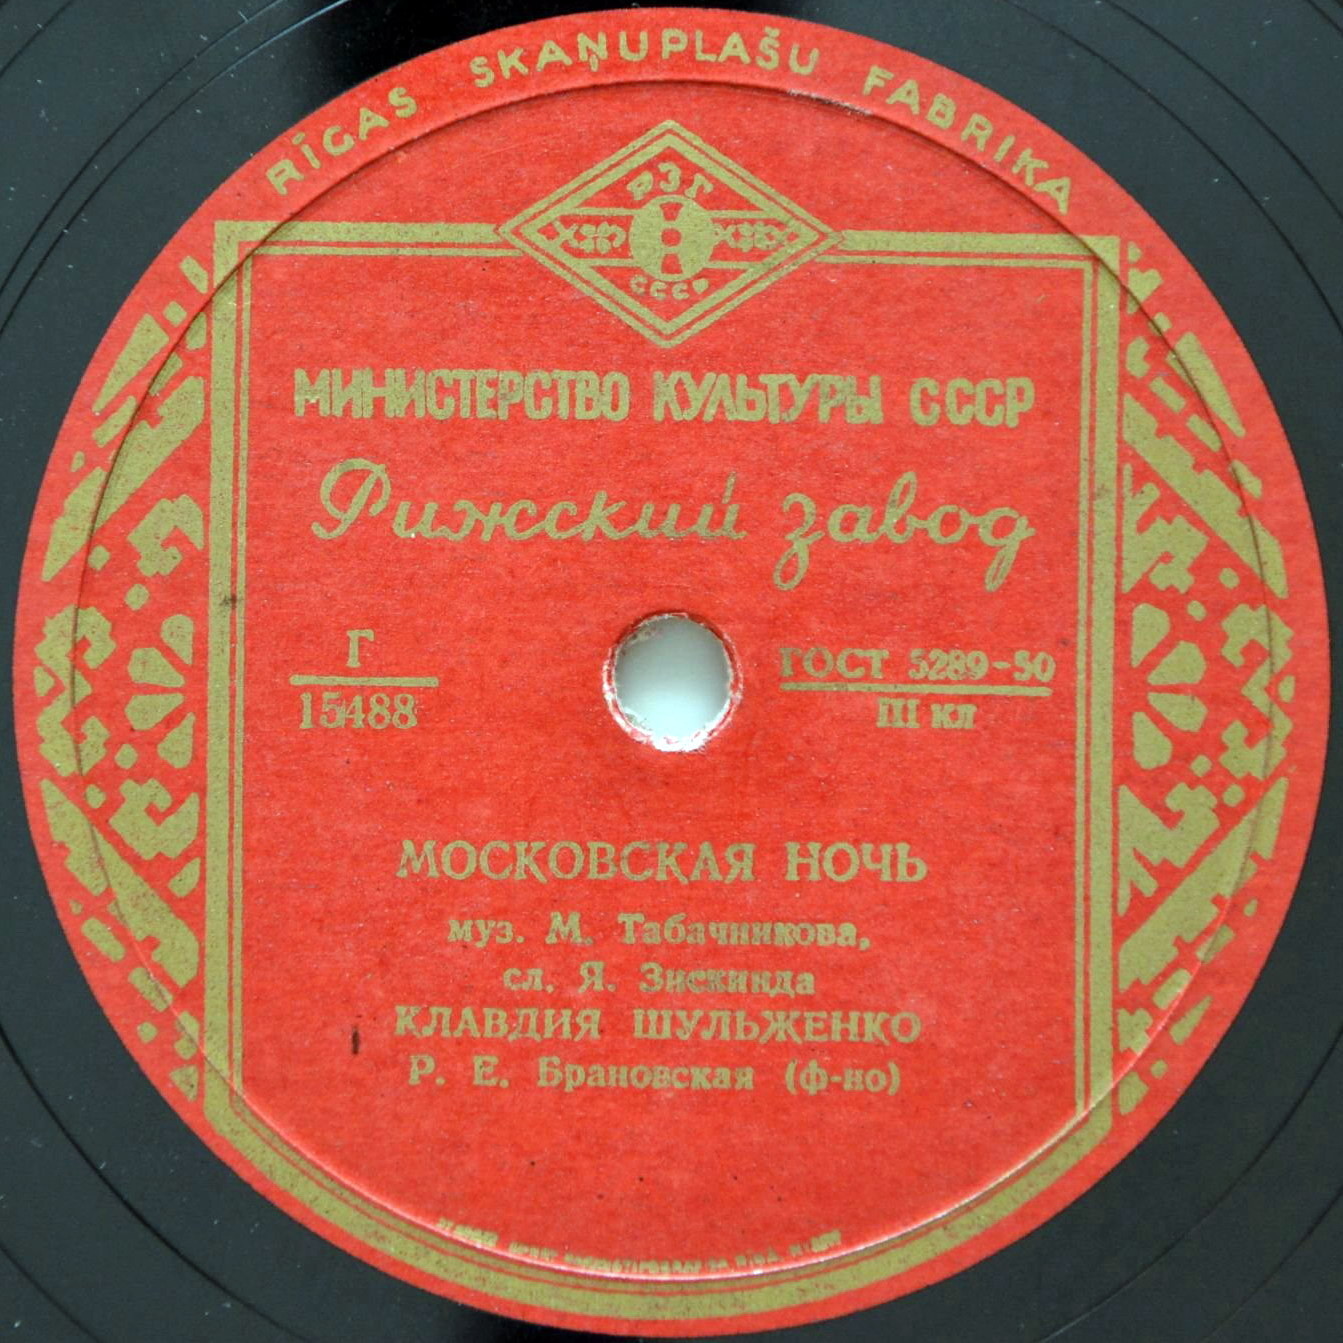 RĪGAS SKAŅUPLAŠU FABRIKA
РЗГ
СССР
МИНИСТЕРСТВО КУЛЬТУРЫ СССР
Рижский завод
Г
15488
ГОСТ 5289-50
III кл
МОСКОВСКАЯ НОЧЬ
муз. М. Табачникова,
сл. Я. Зискинда
КЛАВДИЯ ШУЛЬЖЕНКО
Р. Е. Брановская (ф-но)